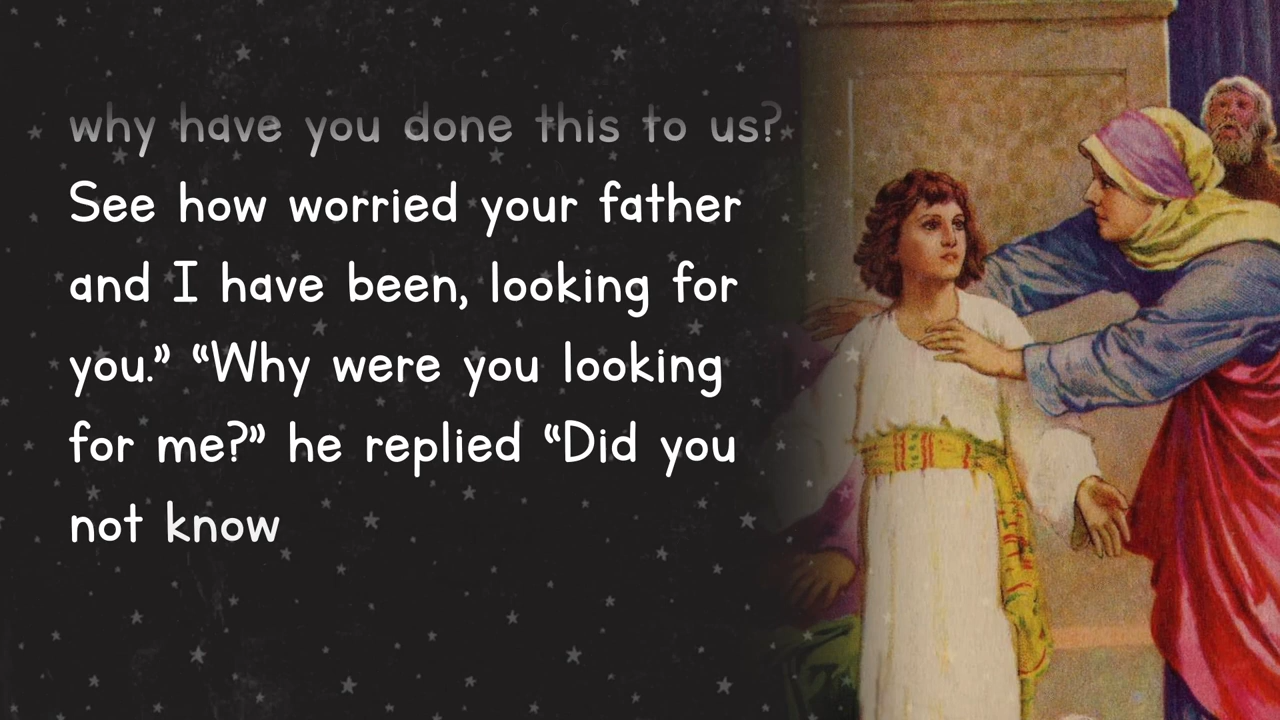 why have you done this to us?
See how worried your father
and I have been, looking for
you.” “Why were you looking
for me?” he replied “Did you
not know